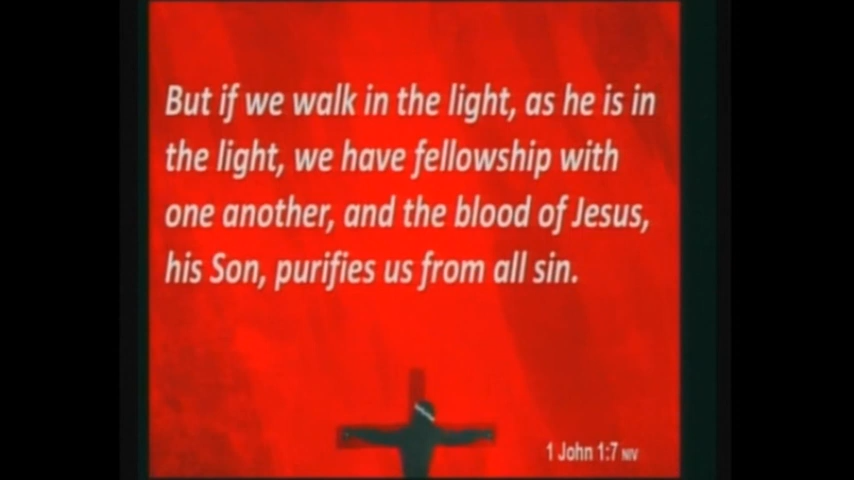 But if we walk in the light, as he is in
the light, we have fellowship with
one another, and the blood of Jesus,
his Son, purifies us from all sin.
1 John 1:7 NIV